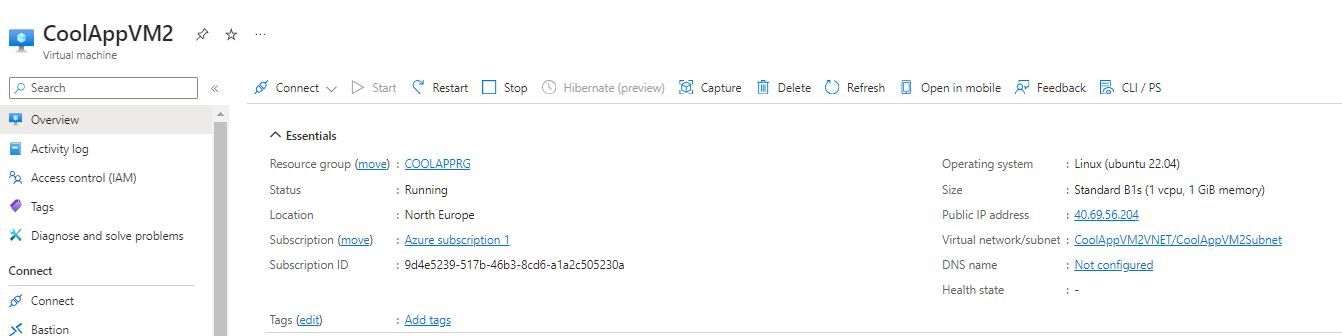 CoolAppVM2
Virtual machine
Search
Connect
Start
Restart
Stop
Hibernate (preview)
Capture
Delete
Refresh
Open in mobile
Feedback
CLI / PS
Overview
Activity log
Access control (IAM)
Tags
Diagnose and solve problems
Connect
Connect
Bastion
Essentials
Resource group (move) : COOLAPPRG
Status : Running
Location : North Europe
Subscription (move) : Azure subscription 1
Subscription ID : 9d4e5239-517b-46b3-8cd6-a1a2c505230a
Operating system : Linux (ubuntu 22.04)
Size : Standard B1s (1 vcpu, 1 GiB memory)
Public IP address : 40.69.56.204
Virtual network/subnet : CoolAppVM2VNET/CoolAppVM2Subnet
DNS name : Not configured
Health state : -
Tags (edit) : Add tags